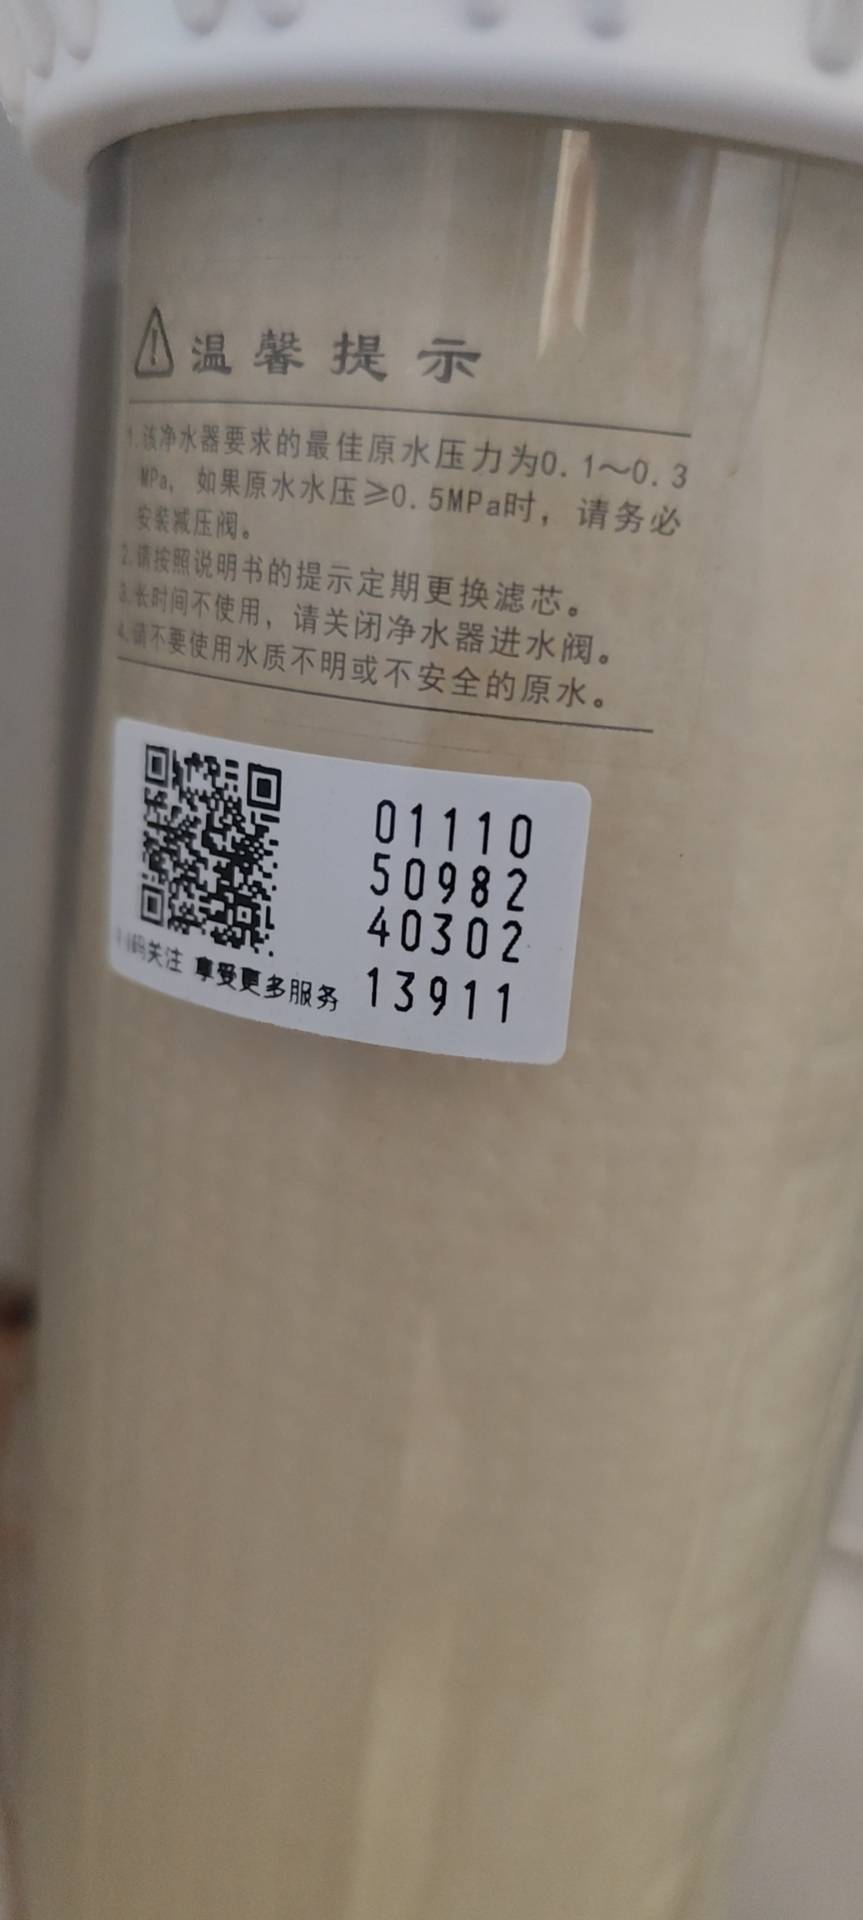 温馨提示
1.该净水器要求的最佳原水压力为0.1～0.3
MPa, 如果原水水压≥0.5MPa时，请务必
安装减压阀。
2.请按照说明书的提示定期更换滤芯。
3.长时间不使用，请关闭净水器进水阀。
4.请不要使用水质不明或不安全的原水。
01110
50982
40302
13911
码关注 享受更多服务